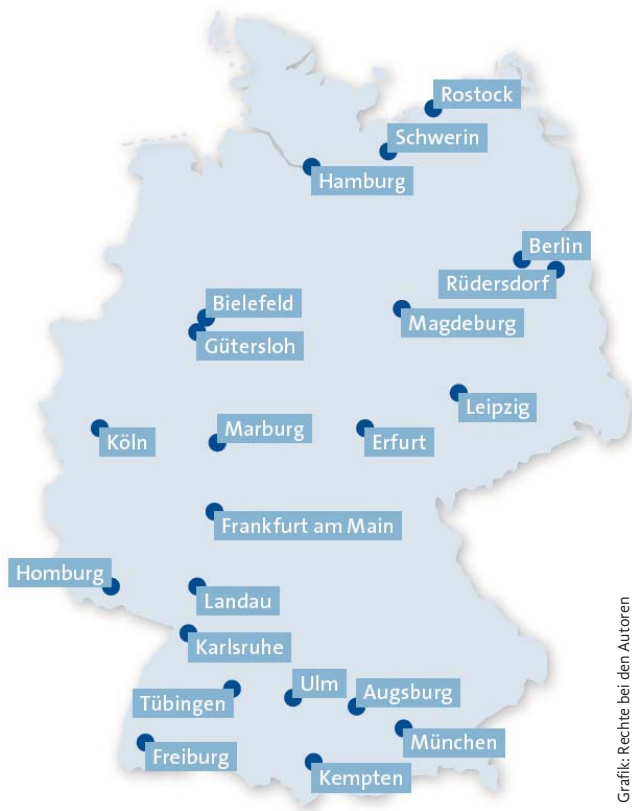 Rostock
Schwerin
Hamburg
Berlin
Rüdersdorf
Bielefeld
Magdeburg
Gütersloh
Leipzig
Köln
Marburg
Erfurt
Frankfurt am Main
Homburg
Landau
Karlsruhe
Ulm
Augsburg
Tübingen
München
Freiburg
Kempten
Grafik: Rechte bei den Autoren